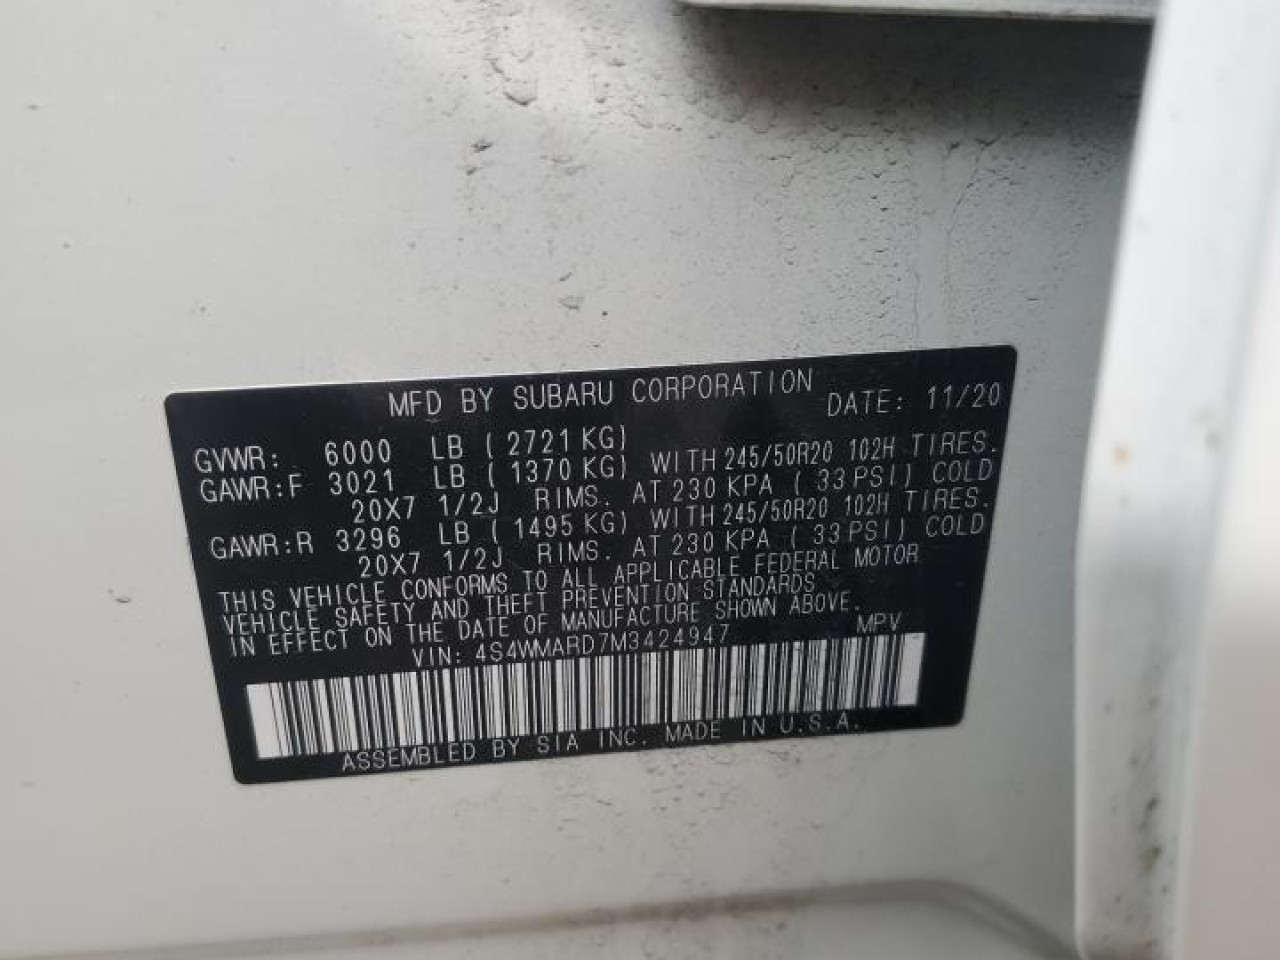 MFD BY SUBARU CORPORATION DATE: 11/20
GVWR: 6000 LB ( 2721 KG)
GAWR:F 3021 LB ( 1370 KG) WITH 245/50R20 102H TIRES.
20X7 1/2J RIMS. AT 230 KPA ( 33 PSI) COLD
GAWR:R 3296 LB ( 1495 KG) WITH 245/50R20 102H TIRES.
20X7 1/2J RIMS. AT 230 KPA ( 33 PSI) COLD
THIS VEHICLE CONFORMS TO ALL APPLICABLE FEDERAL MOTOR
VEHICLE SAFETY AND THEFT PREVENTION STANDARDS
IN EFFECT ON THE DATE OF MANUFACTURE SHOWN ABOVE.
VIN: 4S4WMARD7M3424947 MPV
ASSEMBLED BY SIA INC. MADE IN U.S.A.